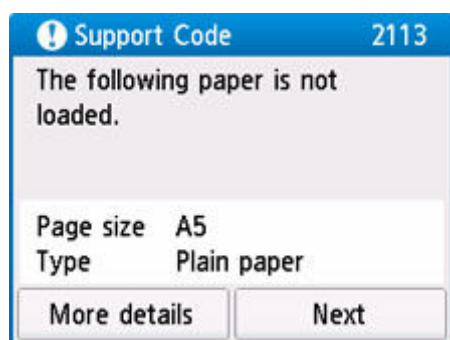 Support Code 2113
The following paper is not
loaded.
Page size A5
Type Plain paper
More details Next